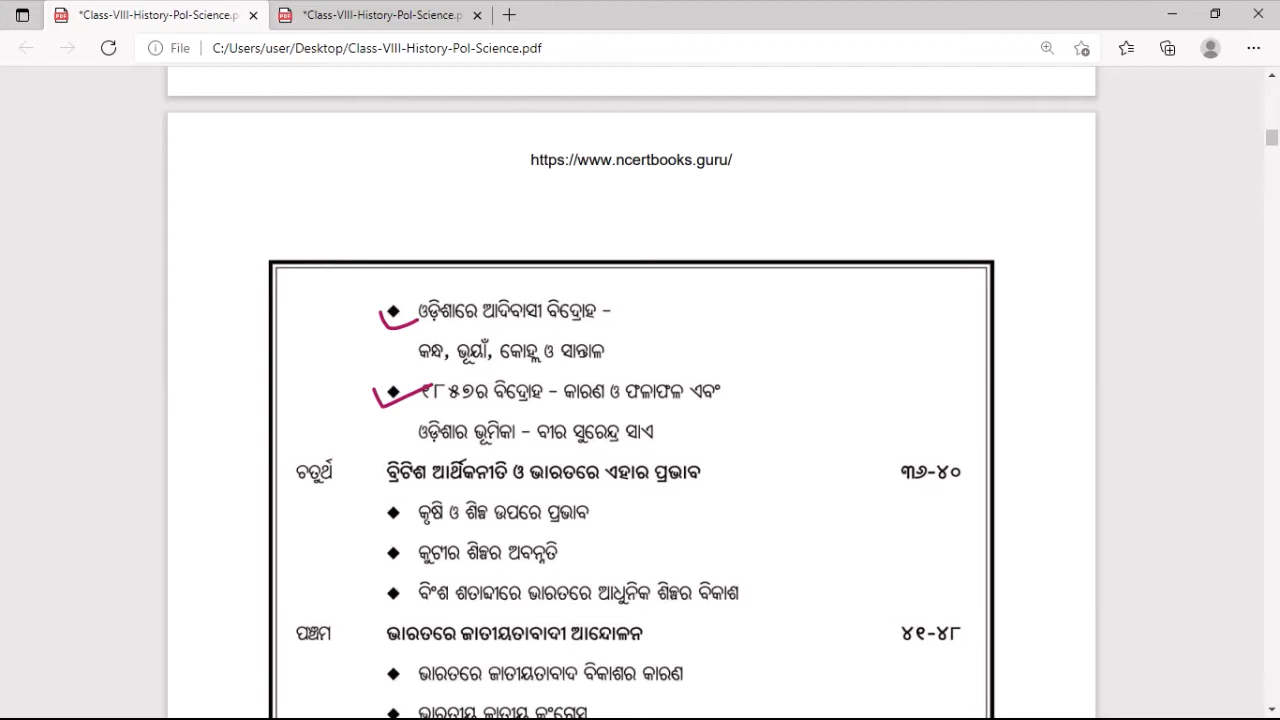 *Class-VIII-History-Pol-Science.p
*Class-VIII-History-Pol-Science.p
File
C:/Users/user/Desktop/Class-VIII-History-Pol-Science.pdf
https://www.ncertbooks.guru/
◆ ଓଡ଼ିଶାରେ ଆଦିବାସୀ ବିଦ୍ରୋହ –
କନ୍ଧ, ଭୂୟାଁ, କୋହ୍ଲ ଓ ସାନ୍ତାଳ
◆ ୧୮୫୭ର ବିଦ୍ରୋହ – କାରଣ ଓ ଫଳାଫଳ ଏବଂ
ଓଡ଼ିଶାର ଭୂମିକା – ବୀର ସୁରେନ୍ଦ୍ର ସାଏ
ଚତୁର୍ଥ ବ୍ରିଟିଶ ଆର୍ଥିକନୀତି ଓ ଭାରତରେ ଏହାର ପ୍ରଭାବ ୩୬-୪୦
◆ କୃଷି ଓ ଶିଳ୍ପ ଉପରେ ପ୍ରଭାବ
◆ କୁଟୀର ଶିଳ୍ପର ଅବନ୍ନତି
◆ ବିଂଶ ଶତାବ୍ଦୀରେ ଭାରତରେ ଆଧୁନିକ ଶିଳ୍ପର ବିକାଶ
ପଞ୍ଚମ ଭାରତରେ ଜାତୀୟତାବାଦୀ ଆନ୍ଦୋଳନ ୪୧-୪୮
◆ ଭାରତରେ ଜାତୀୟତାବାଦ ବିକାଶର କାରଣ
◆ ଭାରତୀୟ ଜାତୀୟ କଂଗ୍ରେସ